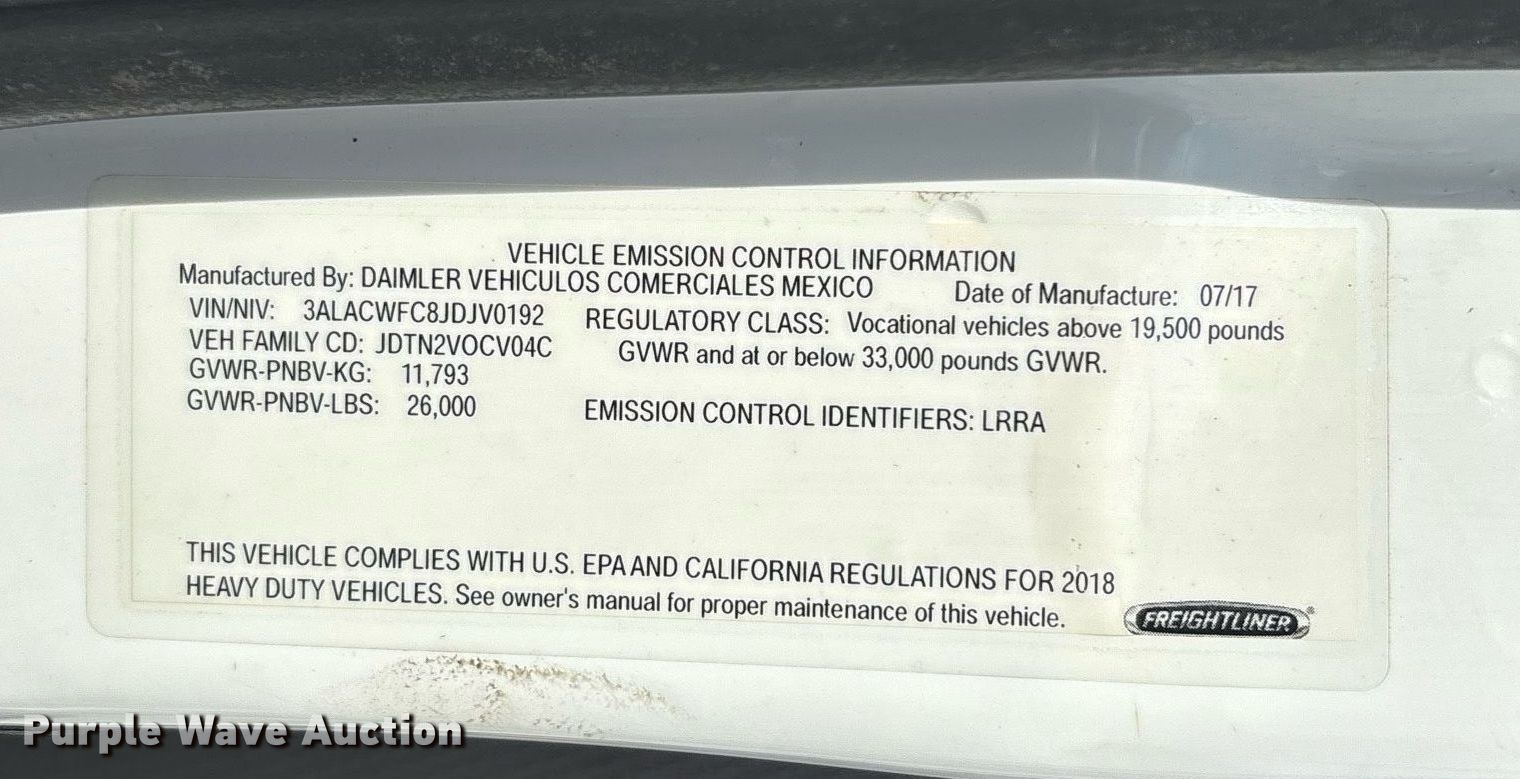 VEHICLE EMISSION CONTROL INFORMATION
Manufactured By: DAIMLER VEHICULOS COMERCIALES MEXICO Date of Manufacture: 07/17
VIN/NIV: 3ALACWFC8JDJV0192
VEH FAMILY CD: JDTN2VOCV04C
GVWR-PNBV-KG: 11,793
GVWR-PNBV-LBS: 26,000
REGULATORY CLASS: Vocational vehicles above 19,500 pounds
GVWR and at or below 33,000 pounds GVWR.
EMISSION CONTROL IDENTIFIERS: LRRA
THIS VEHICLE COMPLIES WITH U.S. EPA AND CALIFORNIA REGULATIONS FOR 2018
HEAVY DUTY VEHICLES. See owner's manual for proper maintenance of this vehicle.
FREIGHTLINER®
Purple Wave Auction